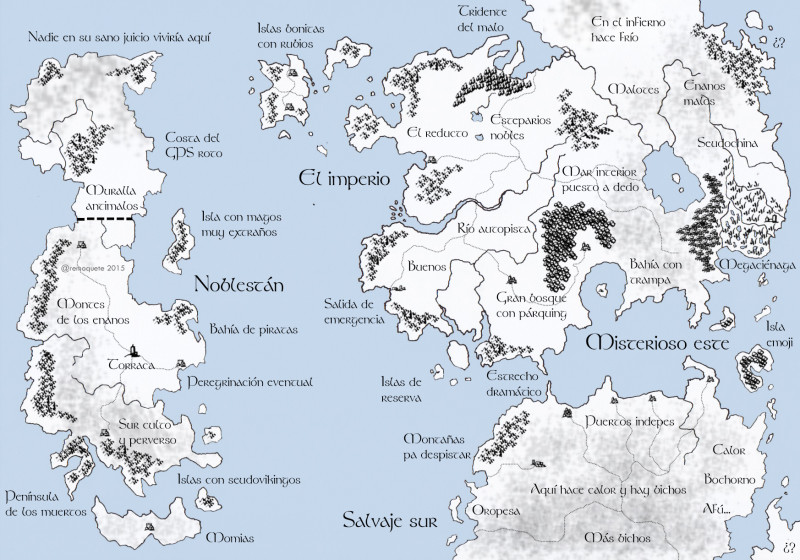 Nadie en su sano juicio viviría aquí
Islas bonitas
con rubios
Tridente
del malo
En el infierno
hace frío
¿?
Malotes
Enanos
malos
Costa del
GPS roto
El reducto
Esteparios
nobles
Seudochina
El imperio
Mar interior
puesto a dedo
Muralla
antimalos
Isla con magos
muy extraños
Río autopista
@remoquete 2015
Noblestán
Buenos
Bahía con
trampa
Megaciénaga
Montes
de los enanos
Salida de
emergencia
Gran bosque
con párquing
Bahía de piratas
Misterioso este
Isla
emoji
Torraca
Peregrinación eventual
Islas de
reserva
Estrecho
dramático
Sur culto
y perverso
Montañas
pa despistar
Puertos indepes
Calor
Bochorno
Islas con seudovikingos
Aquí hace calor y hay bichos
Península
de los muertos
Oropesa
Afú...
Salvaje sur
Momias
Más bichos
¿?